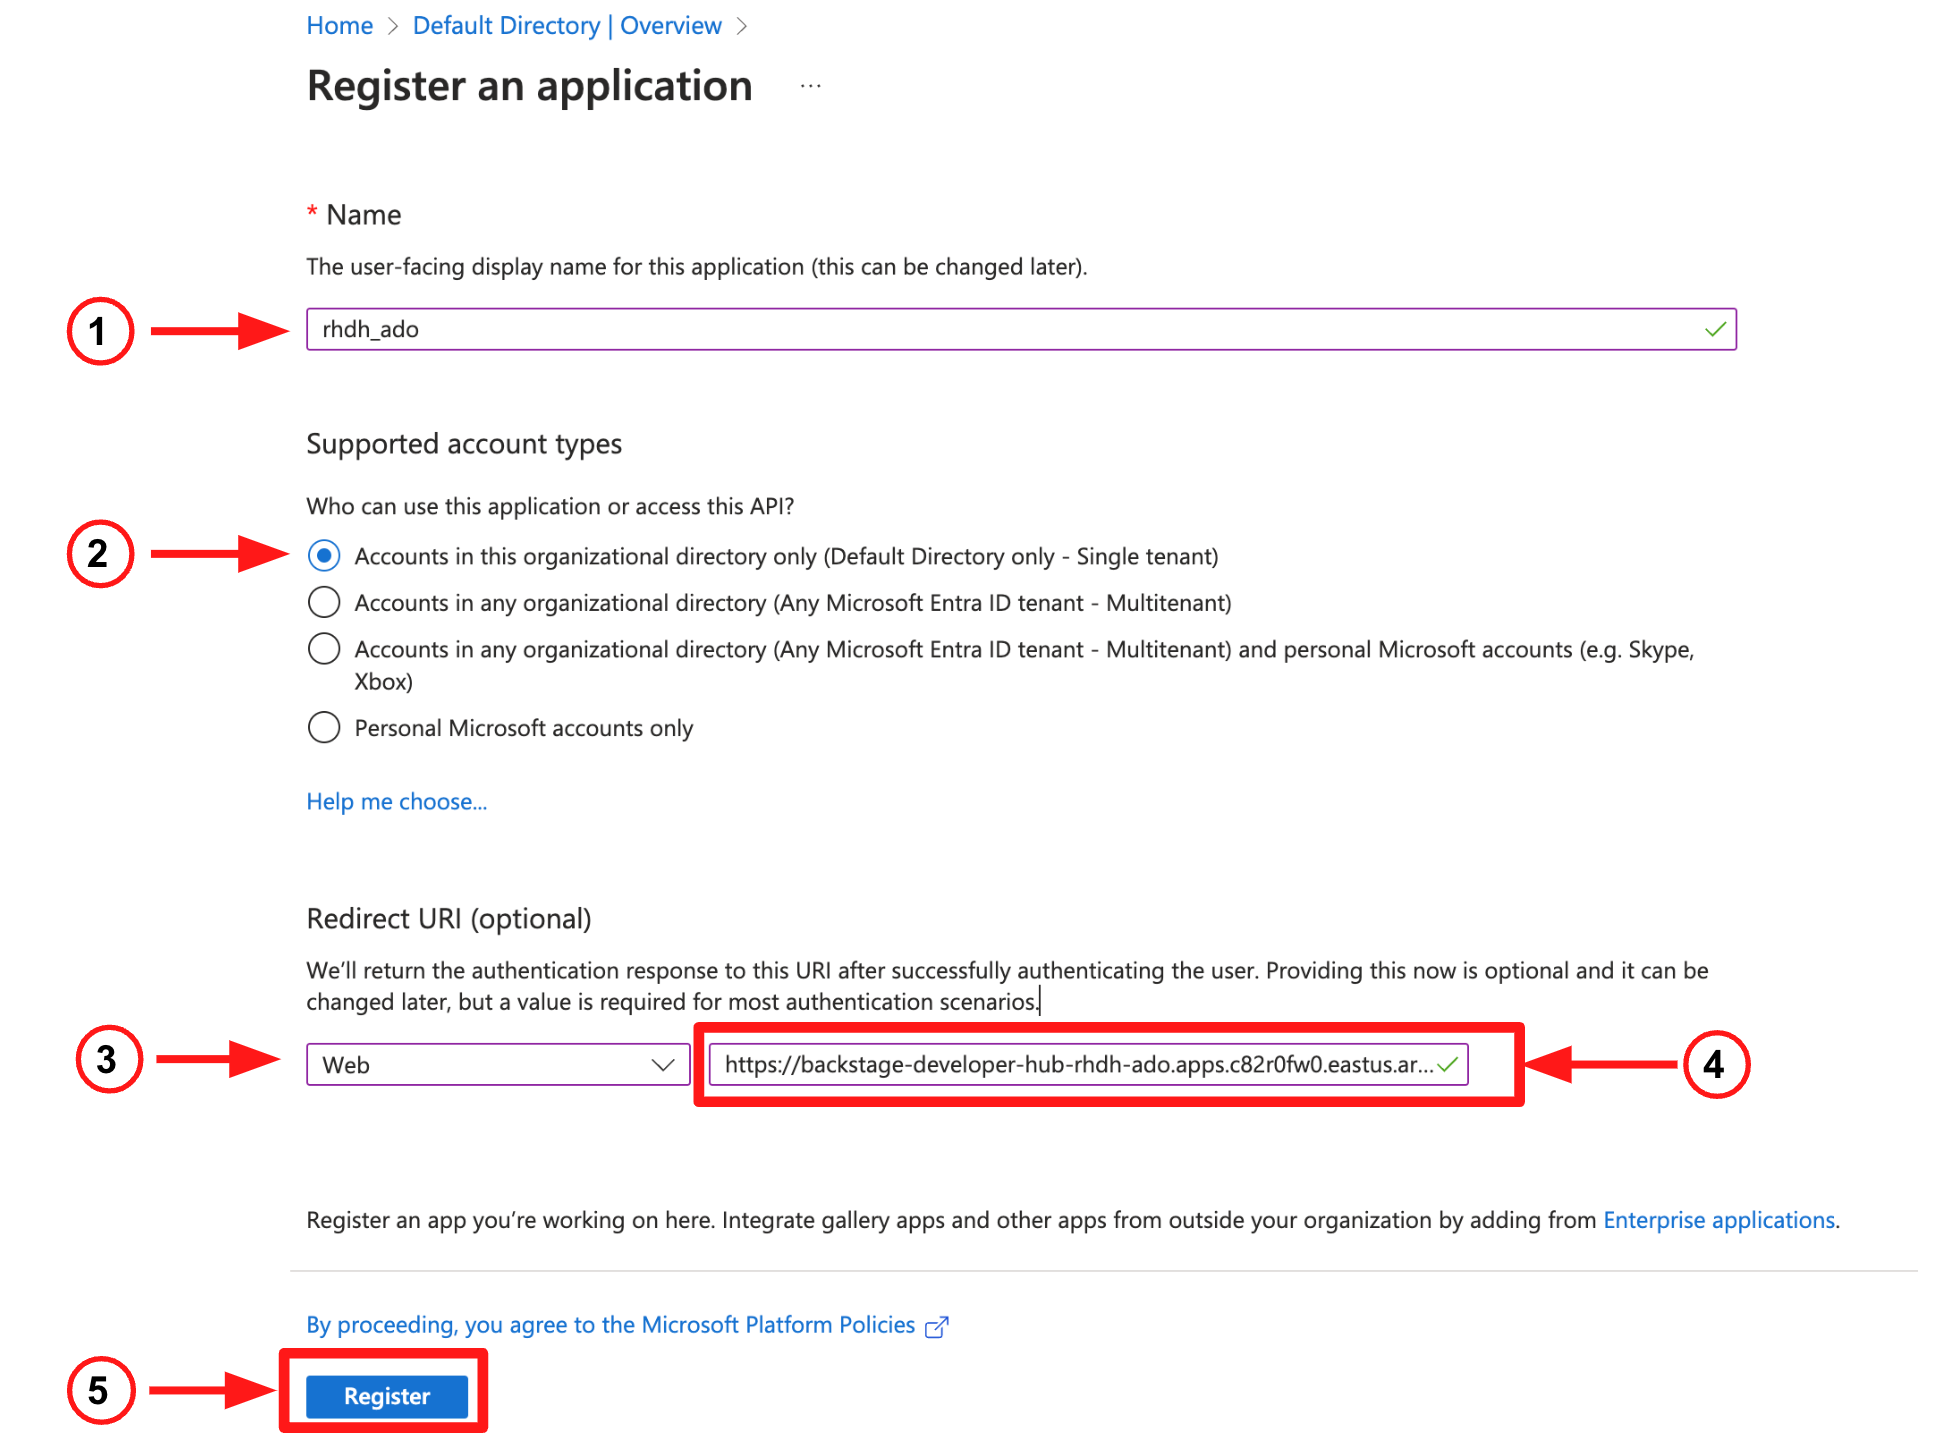 Home > Default Directory | Overview >
Register an application ...
* Name
The user-facing display name for this application (this can be changed later).
1
rhdh_ado
Supported account types
Who can use this application or access this API?
2
Accounts in this organizational directory only (Default Directory only - Single tenant)
Accounts in any organizational directory (Any Microsoft Entra ID tenant - Multitenant)
Accounts in any organizational directory (Any Microsoft Entra ID tenant - Multitenant) and personal Microsoft accounts (e.g. Skype,
Xbox)
Personal Microsoft accounts only
Help me choose...
Redirect URI (optional)
We’ll return the authentication response to this URI after successfully authenticating the user. Providing this now is optional and it can be
changed later, but a value is required for most authentication scenarios.
3
Web
https://backstage-developer-hub-rhdh-ado.apps.c82r0fw0.eastus.ar...
4
Register an app you’re working on here. Integrate gallery apps and other apps from outside your organization by adding from Enterprise applications.
By proceeding, you agree to the Microsoft Platform Policies
5
Register